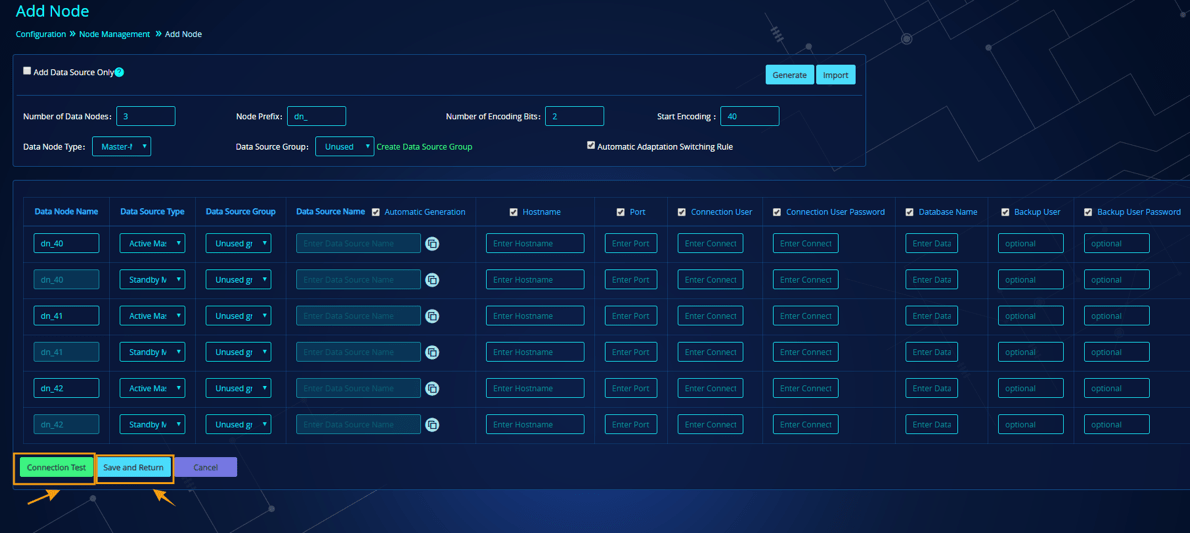 Add Node
Configuration » Node Management » Add Node
Add Data Source Only ? Generate Import
Number of Data Nodes: 3 Node Prefix: dn_ Number of Encoding Bits: 2 Start Encoding : 40
Data Node Type: Master-M Data Source Group: Unused Create Data Source Group Automatic Adaptation Switching Rule
Data Node Name Data Source Type Data Source Group Data Source Name Automatic Generation Hostname Port Connection User Connection User Password Database Name Backup User Backup User Password
dn_40 Active Mas Unused gr Enter Data Source Name Enter Hostname Enter Port Enter Connect Enter Connect Enter Data optional optional
dn_40 Standby M Unused gr Enter Data Source Name Enter Hostname Enter Port Enter Connect Enter Connect Enter Data optional optional
dn_41 Active Mas Unused gr Enter Data Source Name Enter Hostname Enter Port Enter Connect Enter Connect Enter Data optional optional
dn_41 Standby M Unused gr Enter Data Source Name Enter Hostname Enter Port Enter Connect Enter Connect Enter Data optional optional
dn_42 Active Mas Unused gr Enter Data Source Name Enter Hostname Enter Port Enter Connect Enter Connect Enter Data optional optional
dn_42 Standby M Unused gr Enter Data Source Name Enter Hostname Enter Port Enter Connect Enter Connect Enter Data optional optional
Connection Test Save and Return Cancel